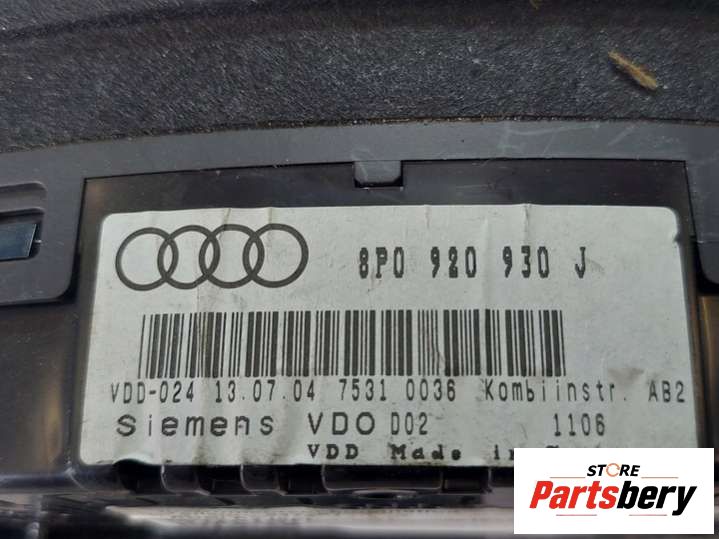 8P0 920 930 J
VDD-024 13.07.04 7531 0036 Kombiinstr. AB2
Siemens VDO D02 1106
VDD Made in
STORE
Partsbery